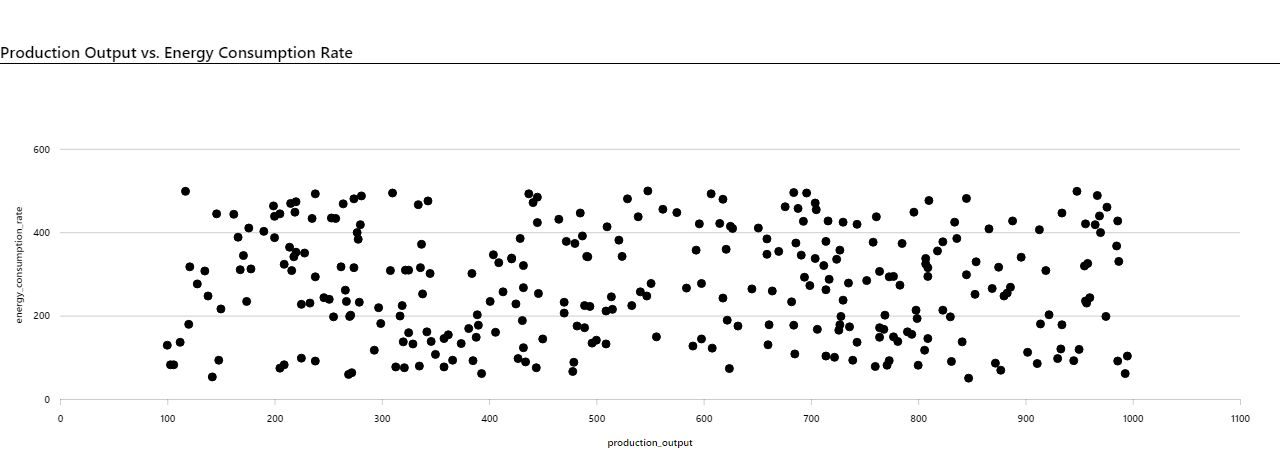 Production Output vs. Energy Consumption Rate
600
400
200
0
energy_consumption_rate
0 100 200 300 400 500 600 700 800 900 1000 1100
production_output